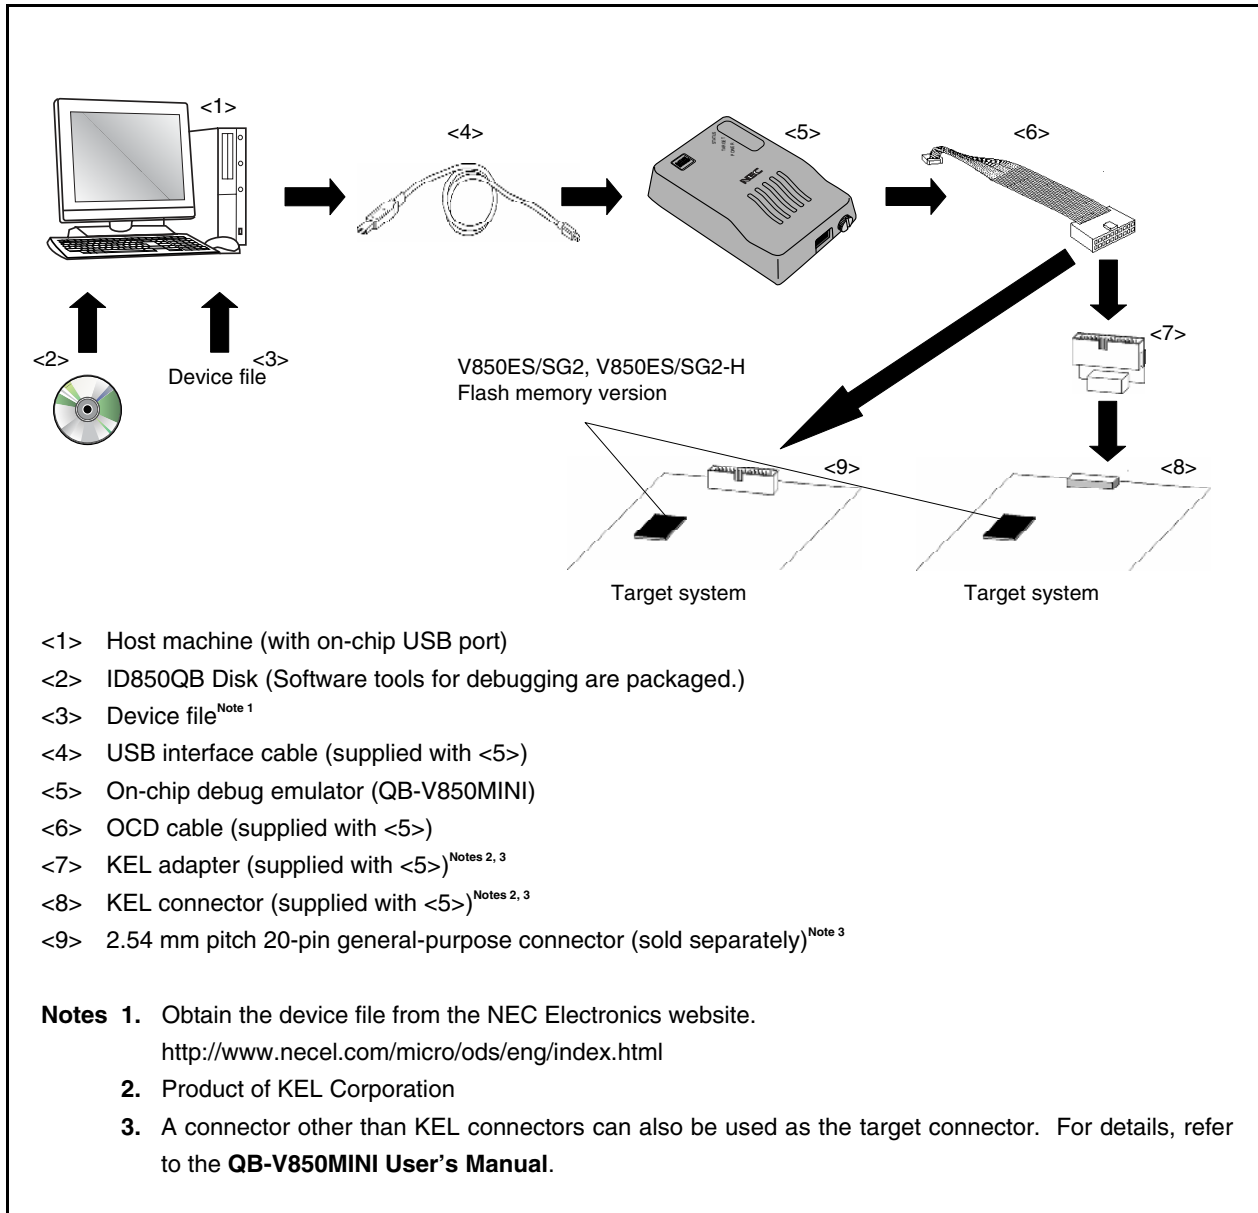 <1>
<4>
<5>
<6>
STATUS
TARGET
POWER
NEC
<7>
<2>
<3>
Device file
V850ES/SG2, V850ES/SG2-H
Flash memory version
<9>
<8>
Target system
Target system
<1> Host machine (with on-chip USB port)
<2> ID850QB Disk (Software tools for debugging are packaged.)
<3> Device file Note 1
<4> USB interface cable (supplied with <5>)
<5> On-chip debug emulator (QB-V850MINI)
<6> OCD cable (supplied with <5>)
<7> KEL adapter (supplied with <5>) Notes 2, 3
<8> KEL connector (supplied with <5>) Notes 2, 3
<9> 2.54 mm pitch 20-pin general-purpose connector (sold separately) Note 3
Notes 1. Obtain the device file from the NEC Electronics website.
http://www.necel.com/micro/ods/eng/index.html
2. Product of KEL Corporation
3. A connector other than KEL connectors can also be used as the target connector. For details, refer
to the QB-V850MINI User's Manual.